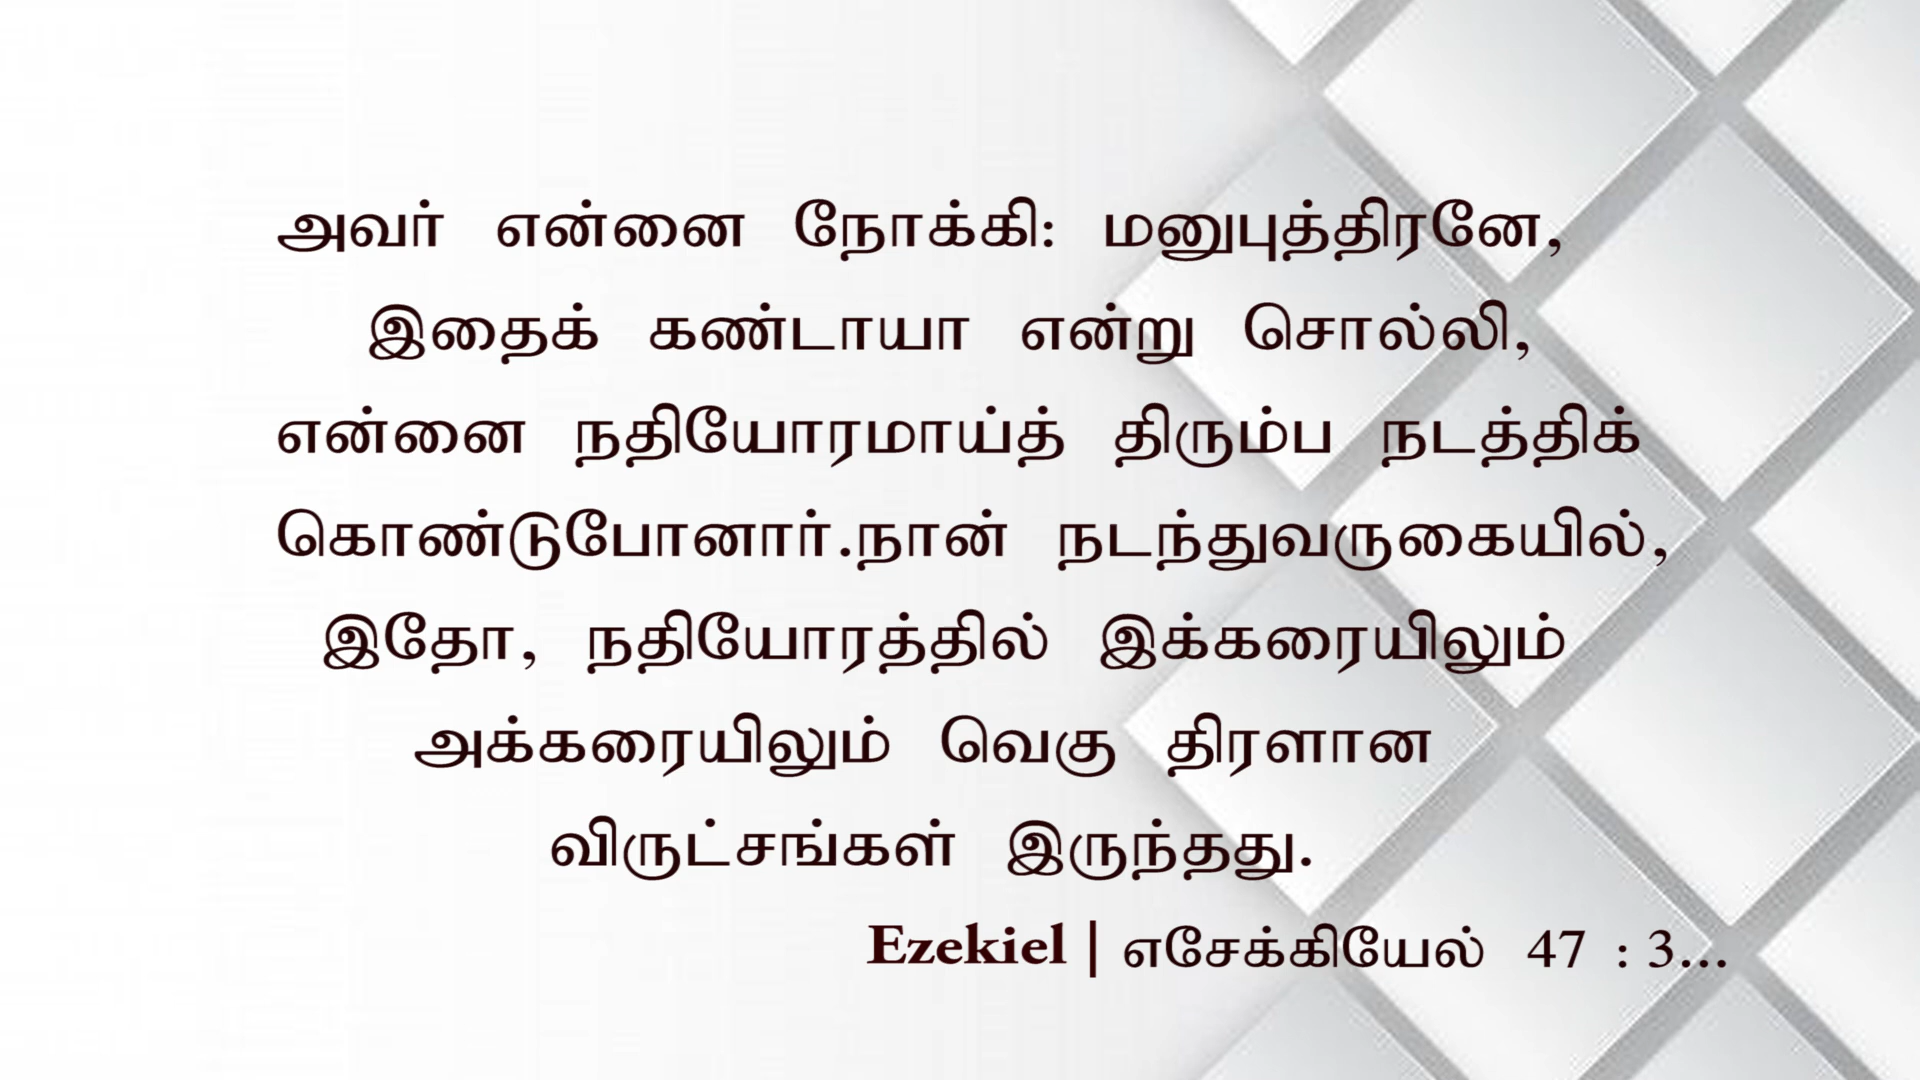 அவர் என்னை நோக்கி: மனுபுத்திரனே,
இதைக் கண்டாயா என்று சொல்லி,
என்னை நதியோரமாய்த் திரும்ப நடத்திக்
கொண்டுபோனார்.நான் நடந்துவருகையில்,
இதோ, நதியோரத்தில் இக்கரையிலும்
அக்கரையிலும் வெகு திரளான
விருட்சங்கள் இருந்தது.
Ezekiel | எசேக்கியேல் 47 : 3...